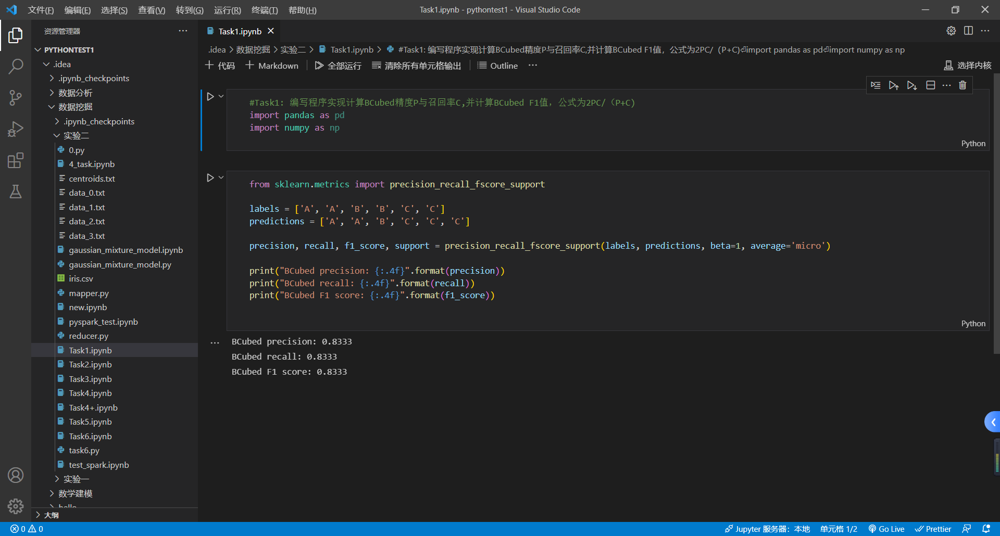 文件(F) 编辑(E) 选择(S) 查看(V) 转到(G) 运行(R) 终端(T) 帮助(H) Task1.ipynb - pythontest1 - Visual Studio Code
资源管理器
PYTHONTEST1
.idea
.ipynb_checkpoints
数据分析
数据挖掘
.ipynb_checkpoints
实验二
0.py
4_task.ipynb
centroids.txt
data_0.txt
data_1.txt
data_2.txt
data_3.txt
gaussian_mixture_model.ipynb
gaussian_mixture_model.py
iris.csv
mapper.py
new.ipynb
pyspark_test.ipynb
reducer.py
Task1.ipynb
Task2.ipynb
Task3.ipynb
Task4.ipynb
Task4+.ipynb
Task5.ipynb
Task6.ipynb
task6.py
test_spark.ipynb
实验一
数学建模
hello
大纲
Task1.ipynb
.idea > 数据挖掘 > 实验二 > Task1.ipynb > #Task1: 编写程序实现计算BCubed精度P与召回率C,并计算BCubed F1值，公式为2PC/（P+C)⏎import pandas as pd⏎import numpy as np
代码 Markdown 全部运行 清除所有单元格输出 Outline 选择内核
#Task1: 编写程序实现计算BCubed精度P与召回率C,并计算BCubed F1值，公式为2PC/（P+C)
import pandas as pd
import numpy as np
Python
from sklearn.metrics import precision_recall_fscore_support
labels = ['A', 'A', 'B', 'B', 'C', 'C']
predictions = ['A', 'A', 'B', 'C', 'C', 'C']
precision, recall, f1_score, support = precision_recall_fscore_support(labels, predictions, beta=1, average='micro')
print("BCubed precision: {:.4f}".format(precision))
print("BCubed recall: {:.4f}".format(recall))
print("BCubed F1 score: {:.4f}".format(f1_score))
Python
BCubed precision: 0.8333
BCubed recall: 0.8333
BCubed F1 score: 0.8333
0 0 Jupyter 服务器：本地 单元格 1/2 Go Live Prettier